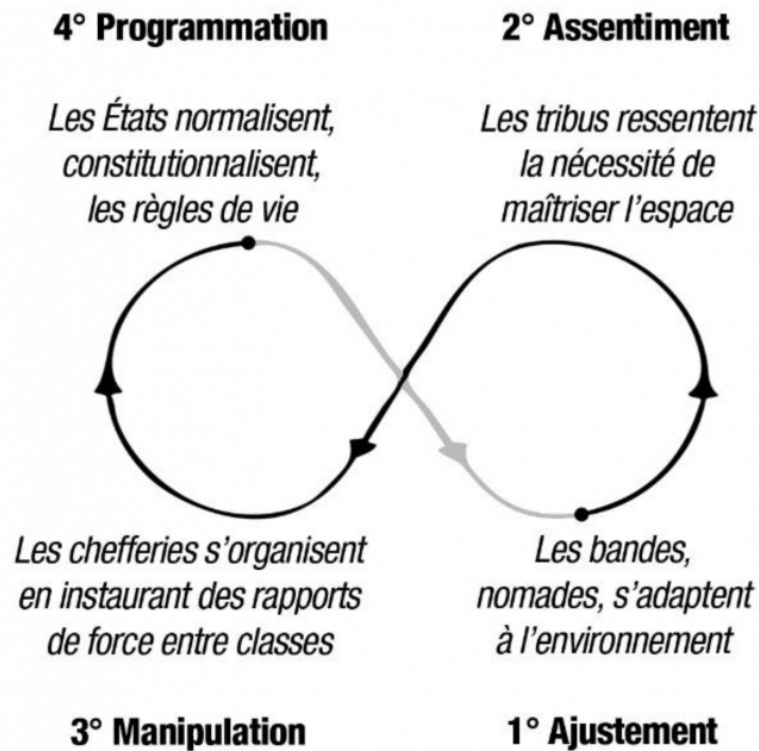 4° Programmation
Les États normalisent,
constitutionnalisent,
les règles de vie
2° Assentiment
Les tribus ressentent
la nécessité de
maîtriser l’espace
Les chefferies s’organisent
en instaurant des rapports
de force entre classes
3° Manipulation
Les bandes,
nomades, s’adaptent
à l’environnement
1° Ajustement